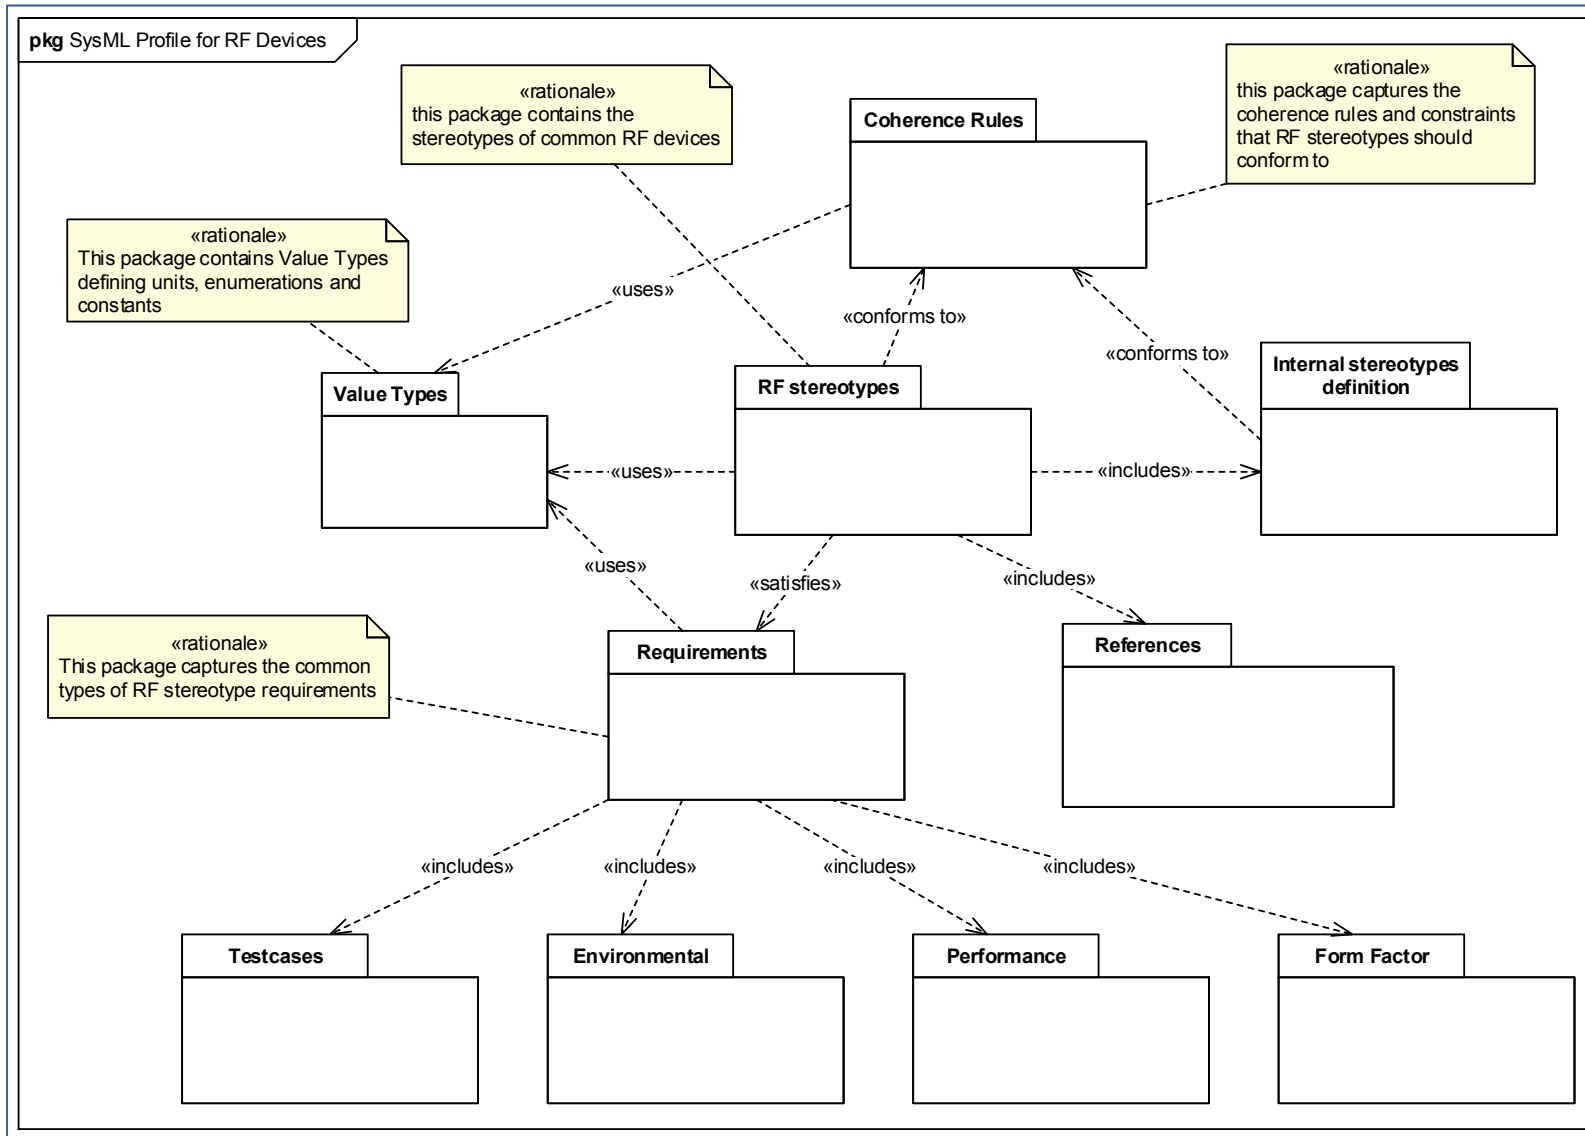 pkg SysML Profile for RF Devices
«rationale»
this package contains the
stereotypes of common RF devices
Coherence Rules
«rationale»
this package captures the
coherence rules and constraints
that RF stereotypes should
conform to
«rationale»
This package contains Value Types
defining units, enumerations and
constants
«uses»
«conforms to»
«conforms to»
Value Types
RF stereotypes
Internal stereotypes
definition
«uses»
«includes»
«uses»
«satisfies»
«includes»
«rationale»
This package captures the common
types of RF stereotype requirements
Requirements
References
«includes»
«includes»
«includes»
«includes»
Testcases
Environmental
Performance
Form Factor